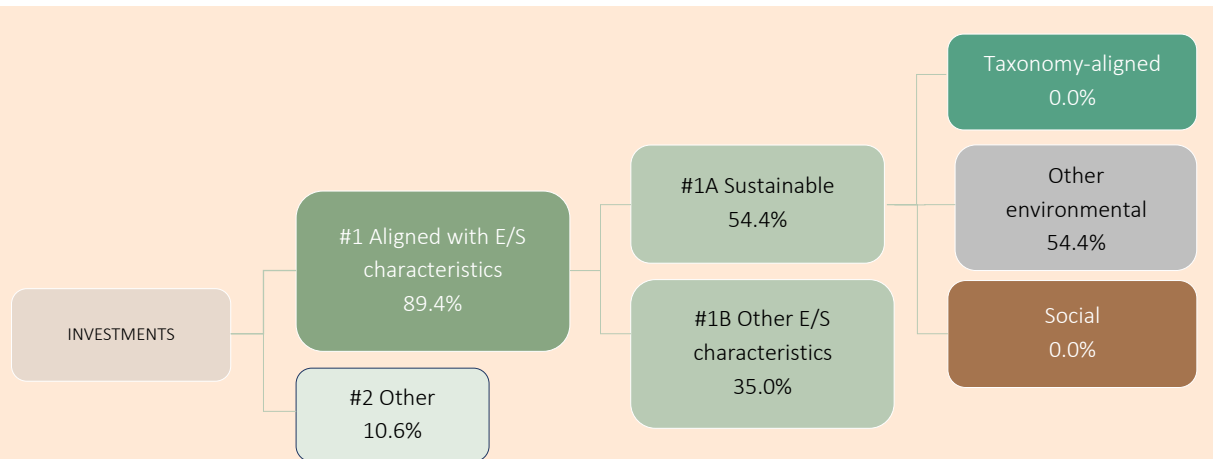 INVESTMENTS
#1 Aligned with E/S
characteristics
89.4%
#2 Other
10.6%
#1A Sustainable
54.4%
#1B Other E/S
characteristics
35.0%
Taxonomy-aligned
0.0%
Other
environmental
54.4%
Social
0.0%